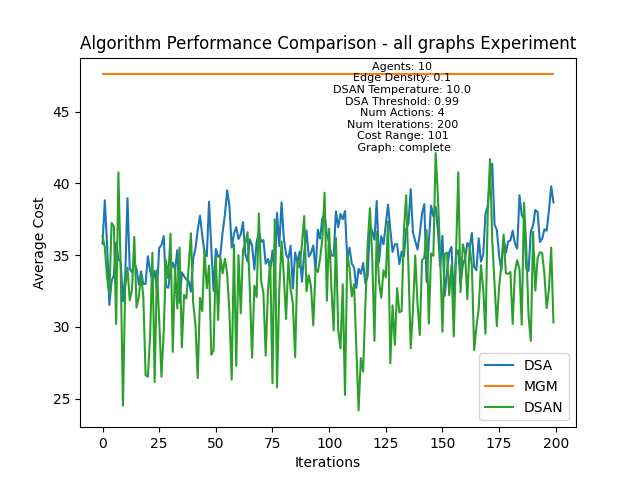 Algorithm Performance Comparison - all graphs Experiment
Agents: 10
Edge Density: 0.1
DSAN Temperature: 10.0
DSA Threshold: 0.99
Num Actions: 4
Num Iterations: 200
Cost Range: 101
Graph: complete
45
40
35
30
25
Average Cost
0 25 50 75 100 125 150 175 200
Iterations
DSA
MGM
DSAN